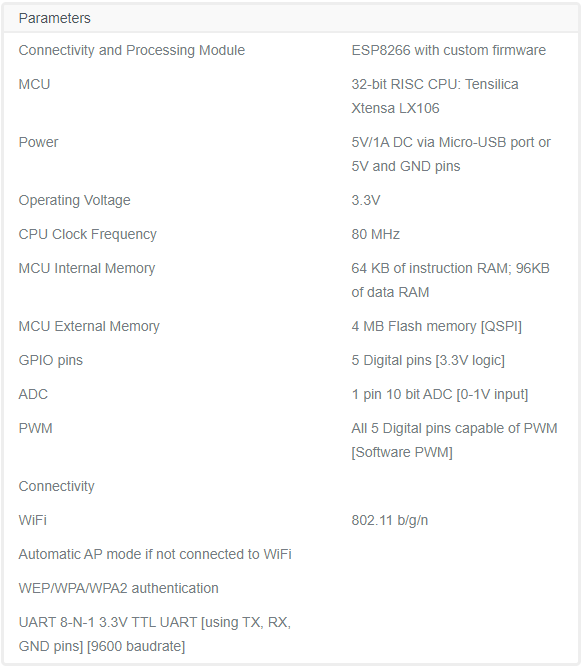 Parameters
Connectivity and Processing Module ESP8266 with custom firmware
MCU 32-bit RISC CPU: Tensilica
Xtensa LX106
Power 5V/1A DC via Micro-USB port or
5V and GND pins
Operating Voltage 3.3V
CPU Clock Frequency 80 MHz
MCU Internal Memory 64 KB of instruction RAM; 96KB
of data RAM
MCU External Memory 4 MB Flash memory [QSPI]
GPIO pins 5 Digital pins [3.3V logic]
ADC 1 pin 10 bit ADC [0-1V input]
PWM All 5 Digital pins capable of PWM
[Software PWM]
Connectivity
WiFi 802.11 b/g/n
Automatic AP mode if not connected to WiFi
WEP/WPA/WPA2 authentication
UART 8-N-1 3.3V TTL UART [using TX, RX,
GND pins] [9600 baudrate]